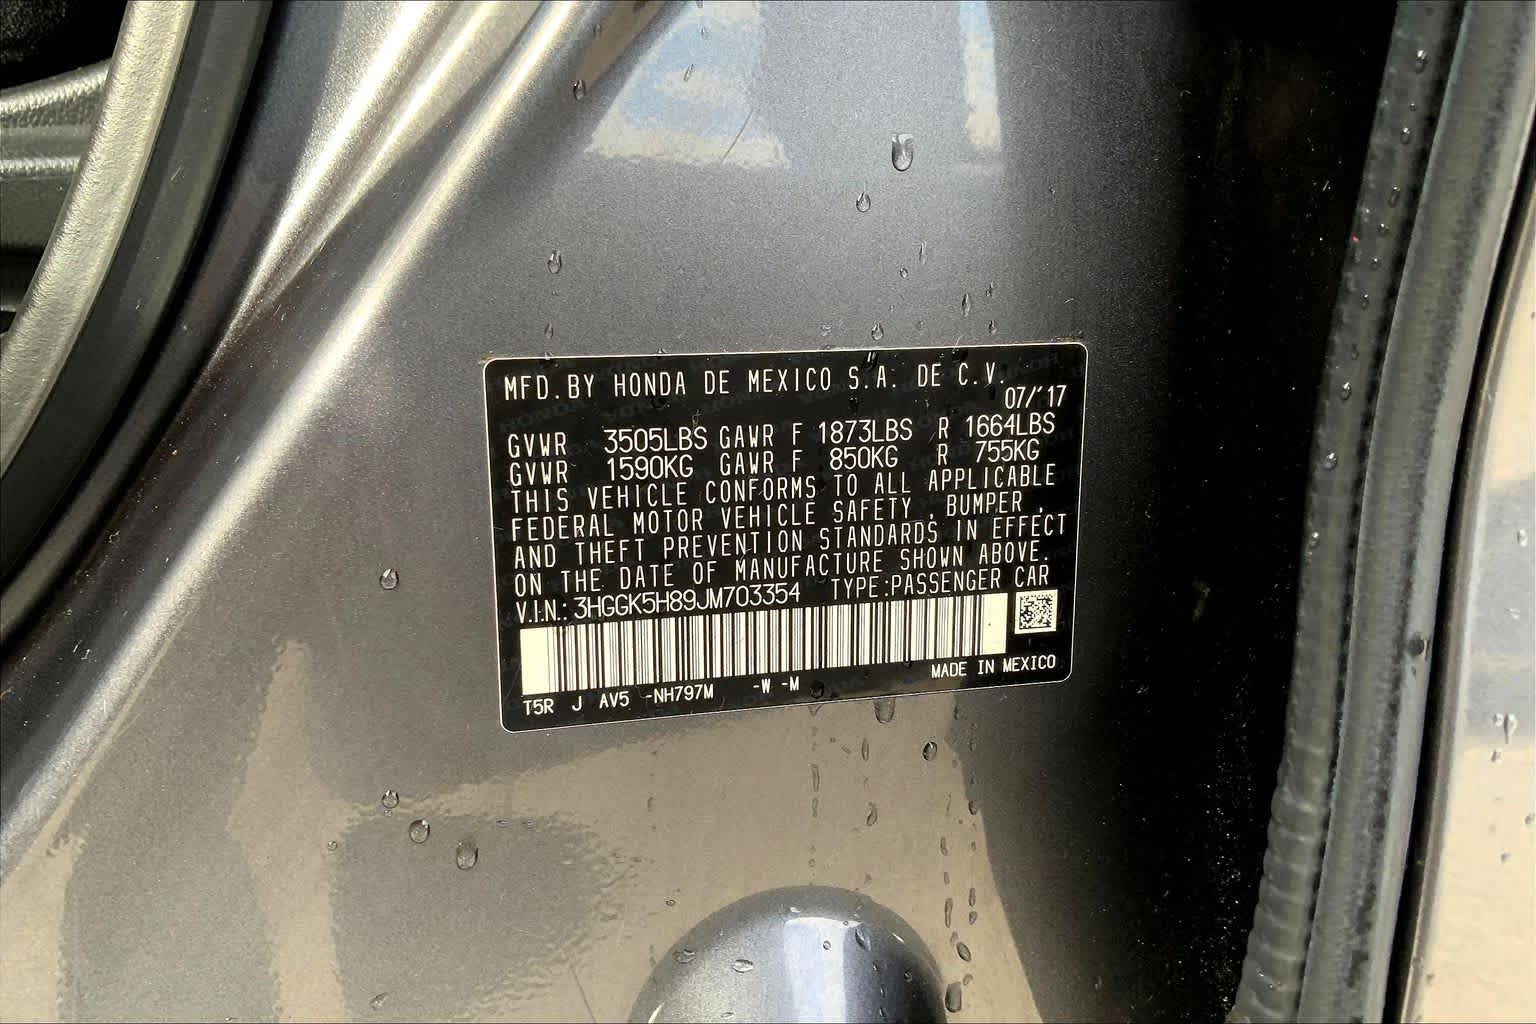 MFD. BY HONDA DE MEXICO S.A. DE C.V.
07/'17
GVWR 3505LBS GAWR F 1873LBS R 1664LBS
GVWR 1590KG GAWR F 850KG R 755KG
THIS VEHICLE CONFORMS TO ALL APPLICABLE
FEDERAL MOTOR VEHICLE SAFETY , BUMPER ,
AND THEFT PREVENTION STANDARDS IN EFFECT
ON THE DATE OF MANUFACTURE SHOWN ABOVE.
V.I.N.: 3HGGK5H89JM703354 TYPE:PASSENGER CAR
MADE IN MEXICO
T5R J AV5 -NH797M -W -M